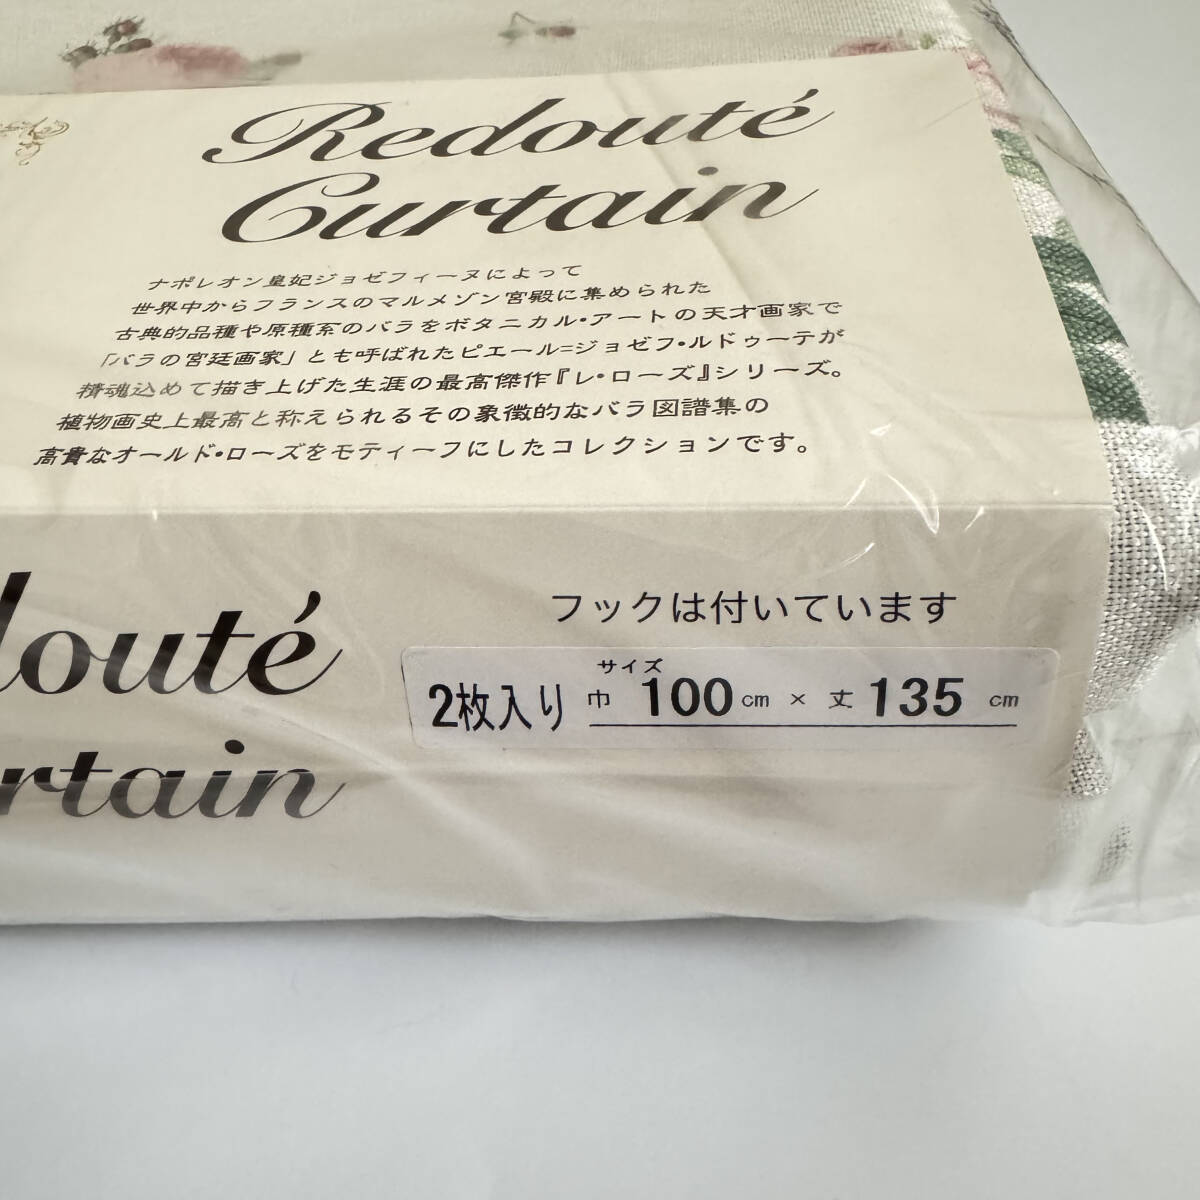 Redouté
Curtain
ナポレオン皇妃ジョゼフィーヌによって
世界中からフランスのマルメゾン宮殿に集められた
古典的品種や原種系のバラをボタニカル・アートの天才画家で
「バラの宮廷画家」とも呼ばれたピエール=ジョゼフ・ルドゥーテが
精魂込めて描き上げた生涯の最高傑作『レ・ローズ』シリーズ。
植物画史上最高と称えられるその象徴的なバラ図譜集の
高貴なオールド・ローズをモティーフにしたコレクションです。
douté
rtain
フックは付いています
サイズ
2枚入り 巾 100cm × 丈 135 cm